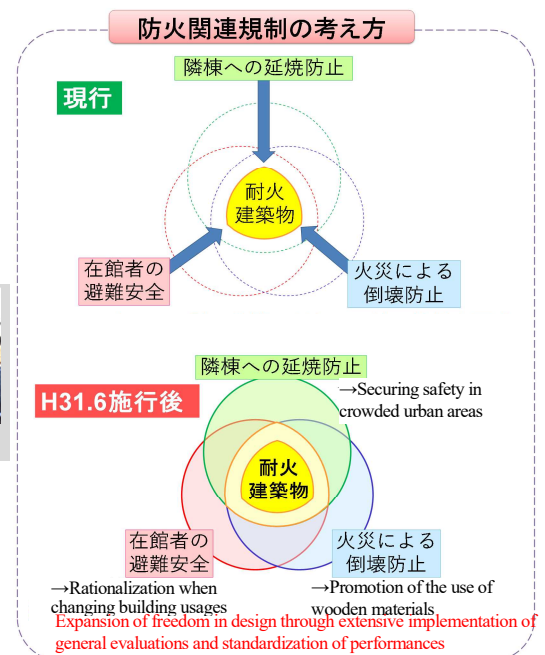 防火関連規制の考え方
隣棟への延焼防止
現行
耐火
建築物
在館者の
避難安全
火災による
倒壊防止
隣棟への延焼防止
→Securing safety in
crowded urban areas
H31.6施行後
耐火
建築物
在館者の
避難安全
火災による
倒壊防止
→Rationalization when
changing building usages
→Promotion of the use of
wooden materials
Expansion of freedom in design through extensive implementation of
general evaluations and standardization of performances